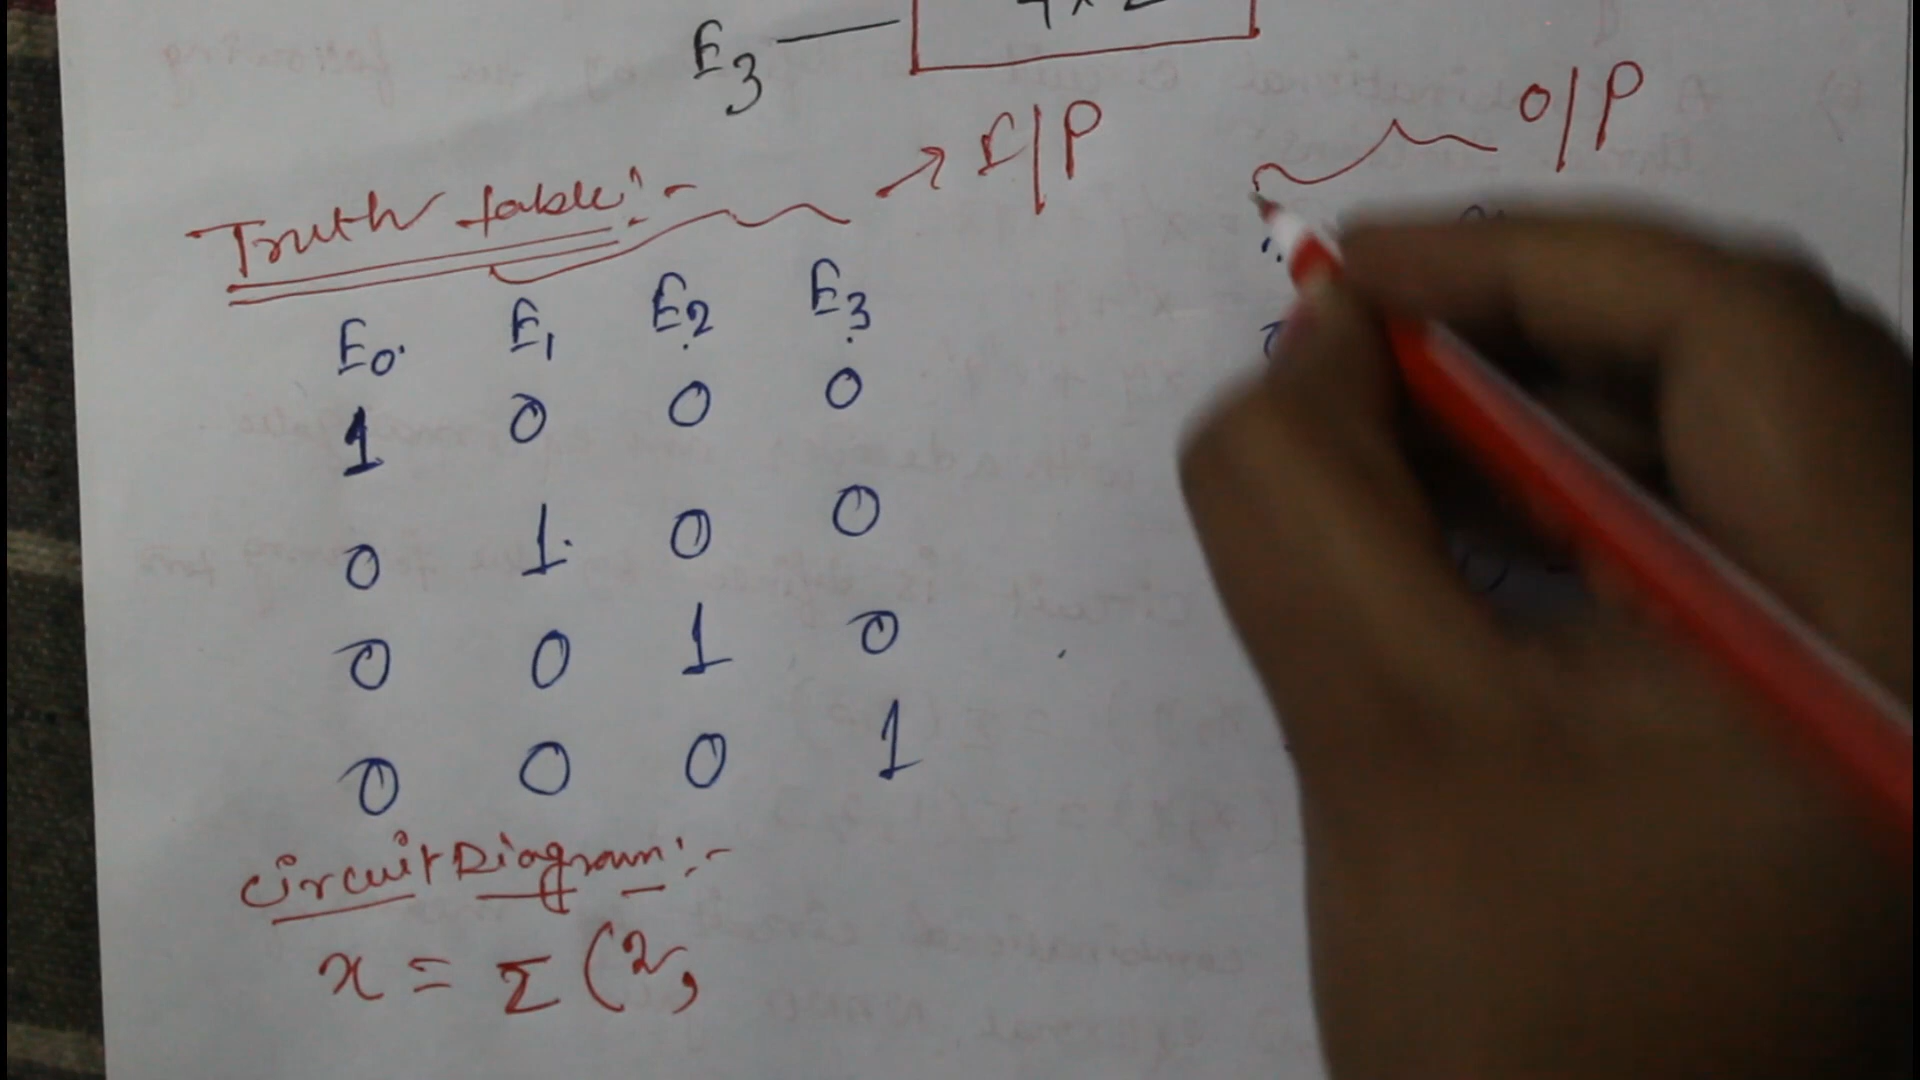 E3
4x2
I/P
O/P
Truth table:-
E0 E1 E2 E3
1 0 0 0
0 1 0 0
0 0 1 0
0 0 0 1
Circuit Diagram:-
x = Σ (2,